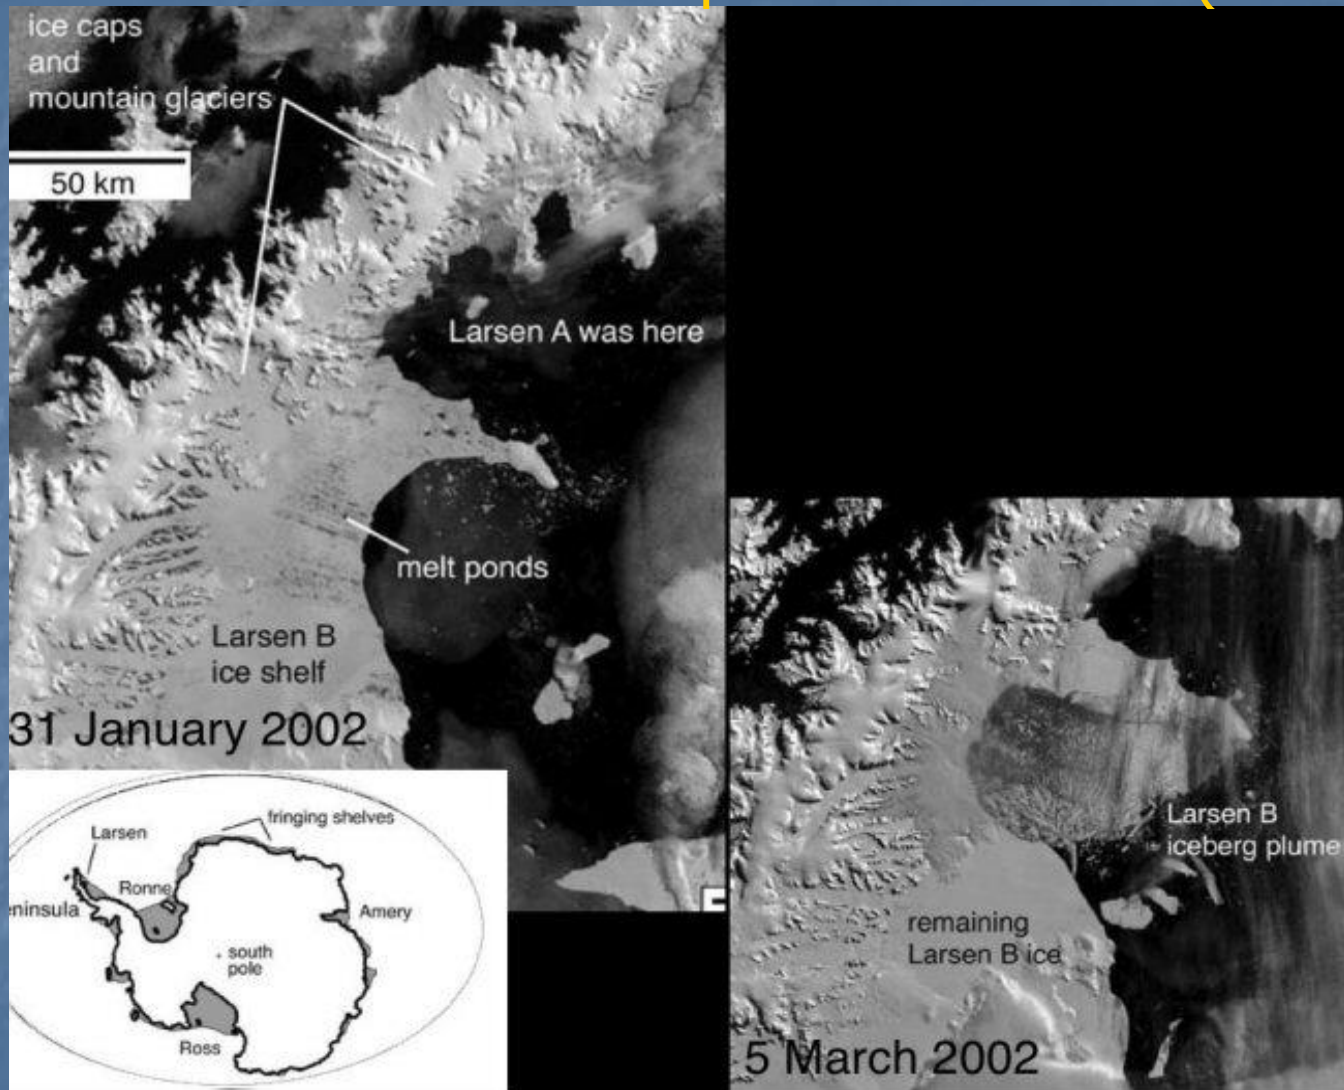 ice caps
and
mountain glaciers
50 km
Larsen A was here
melt ponds
Larsen B
ice shelf
31 January 2002
Larsen
fringing shelves
Ronne
eninsula
Amery
south
pole
Ross
Larsen B
iceberg plume
remaining
Larsen B ice
5 March 2002